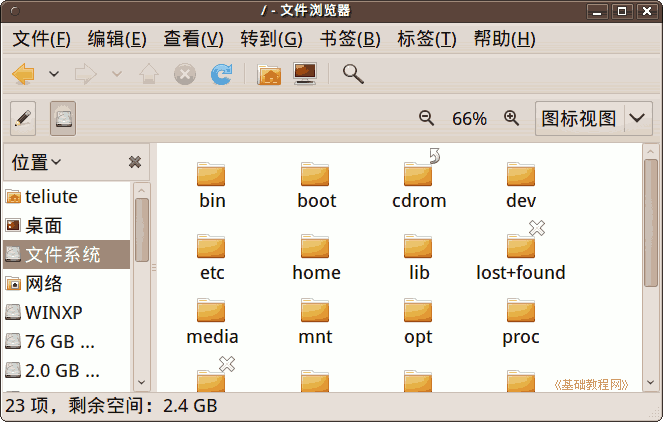 / - 文件浏览器
文件(F) 编辑(E) 查看(V) 转到(G) 书签(B) 标签(T) 帮助(H)
66% 图标视图
位置
teliute
桌面
文件系统
网络
WINXP
76 GB ...
2.0 GB ...
bin boot cdrom dev
etc home lib lost+found
media mnt opt proc
《基础教程网》
23 项，剩余空间：2.4 GB